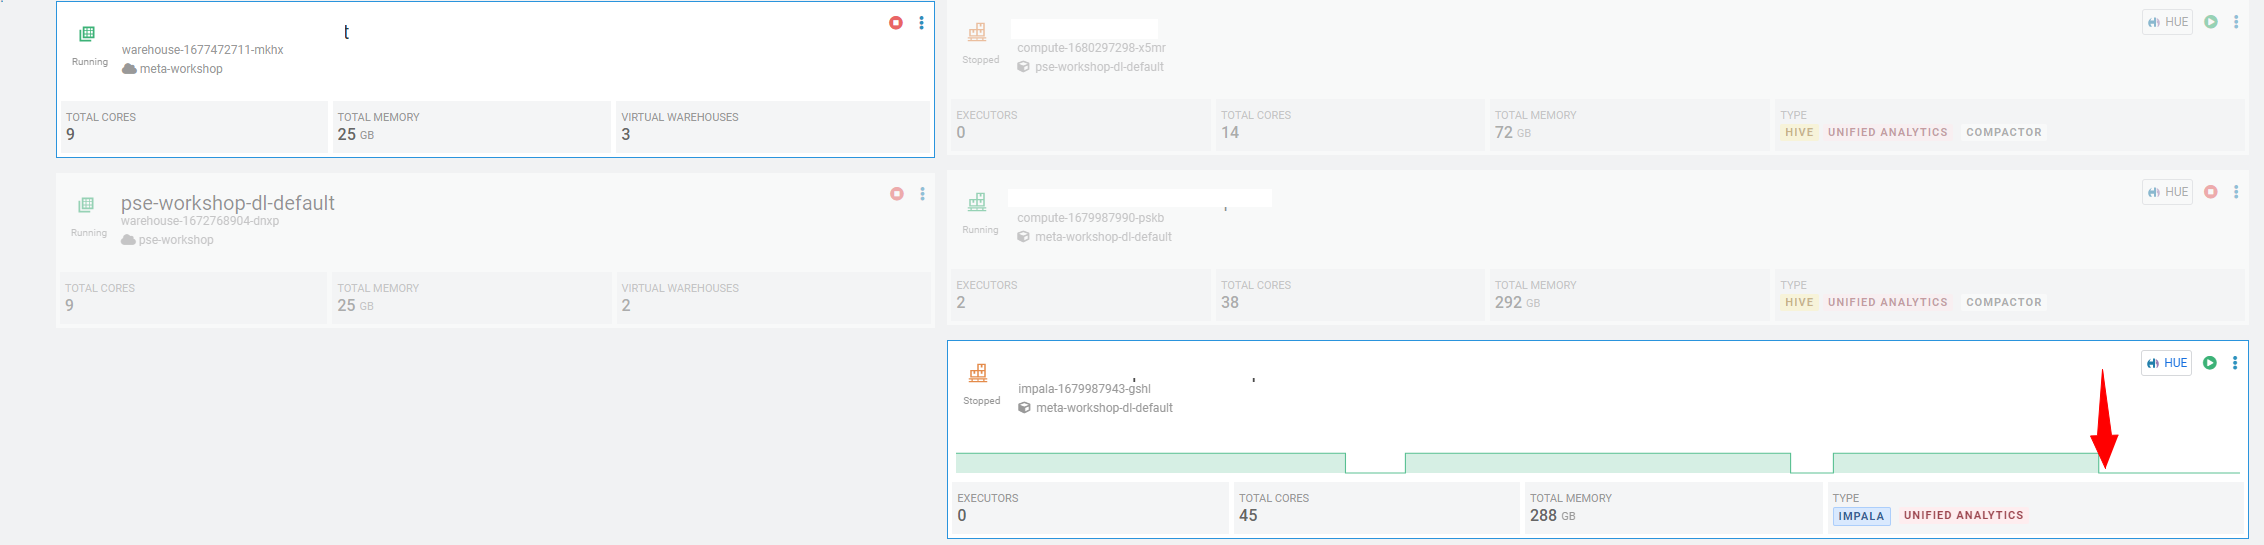 t
warehouse-1677472711-mkhx
Running
meta-workshop
TOTAL CORES
9
TOTAL MEMORY
25 GB
VIRTUAL WAREHOUSES
3
pse-workshop-dl-default
warehouse-1672768904-dnxp
Running
pse-workshop
TOTAL CORES
9
TOTAL MEMORY
25 GB
VIRTUAL WAREHOUSES
2
HUE
compute-1680297298-x5mr
Stopped
pse-workshop-dl-default
EXECUTORS
0
TOTAL CORES
14
TOTAL MEMORY
72 GB
TYPE
HIVE UNIFIED ANALYTICS COMPACTOR
HUE
compute-1679987990-pskb
Running
meta-workshop-dl-default
EXECUTORS
2
TOTAL CORES
38
TOTAL MEMORY
292 GB
TYPE
HIVE UNIFIED ANALYTICS COMPACTOR
HUE
impala-1679987943-gshl
Stopped
meta-workshop-dl-default
EXECUTORS
0
TOTAL CORES
45
TOTAL MEMORY
288 GB
TYPE
IMPALA UNIFIED ANALYTICS